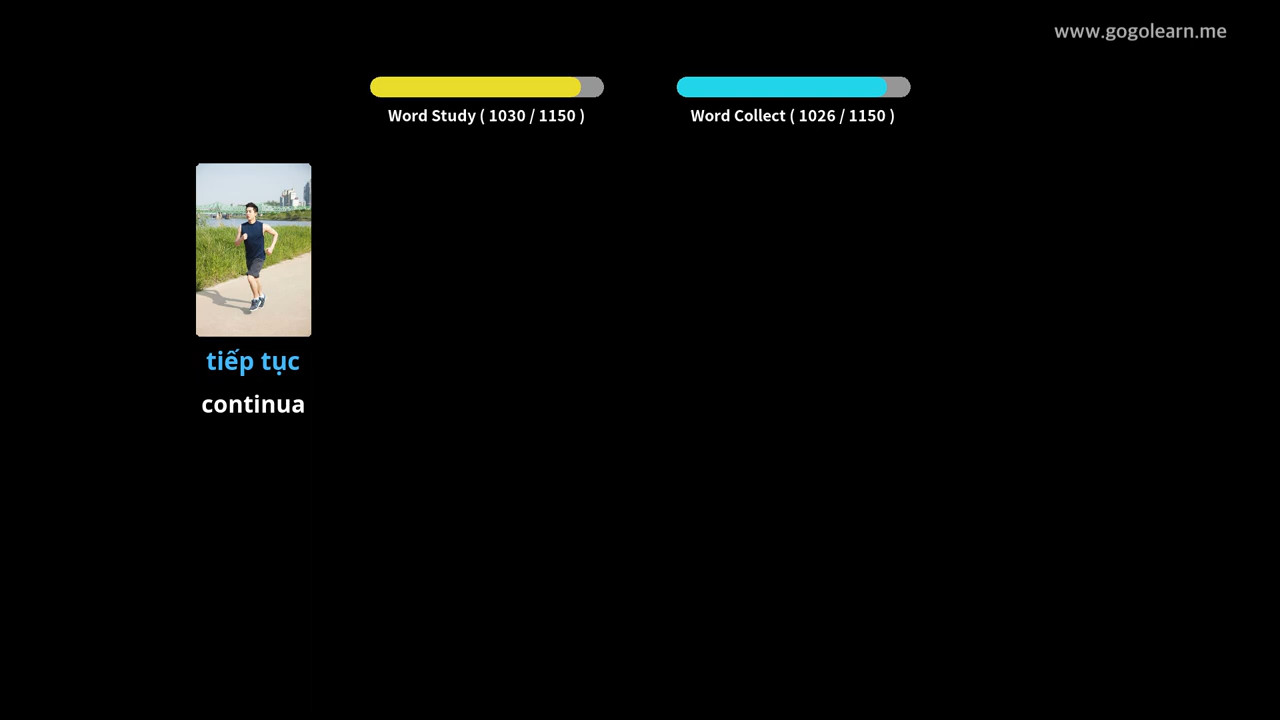 www.gogolearn.me
Word Study ( 1030 / 1150 )
Word Collect ( 1026 / 1150 )
tiếp tục
continua